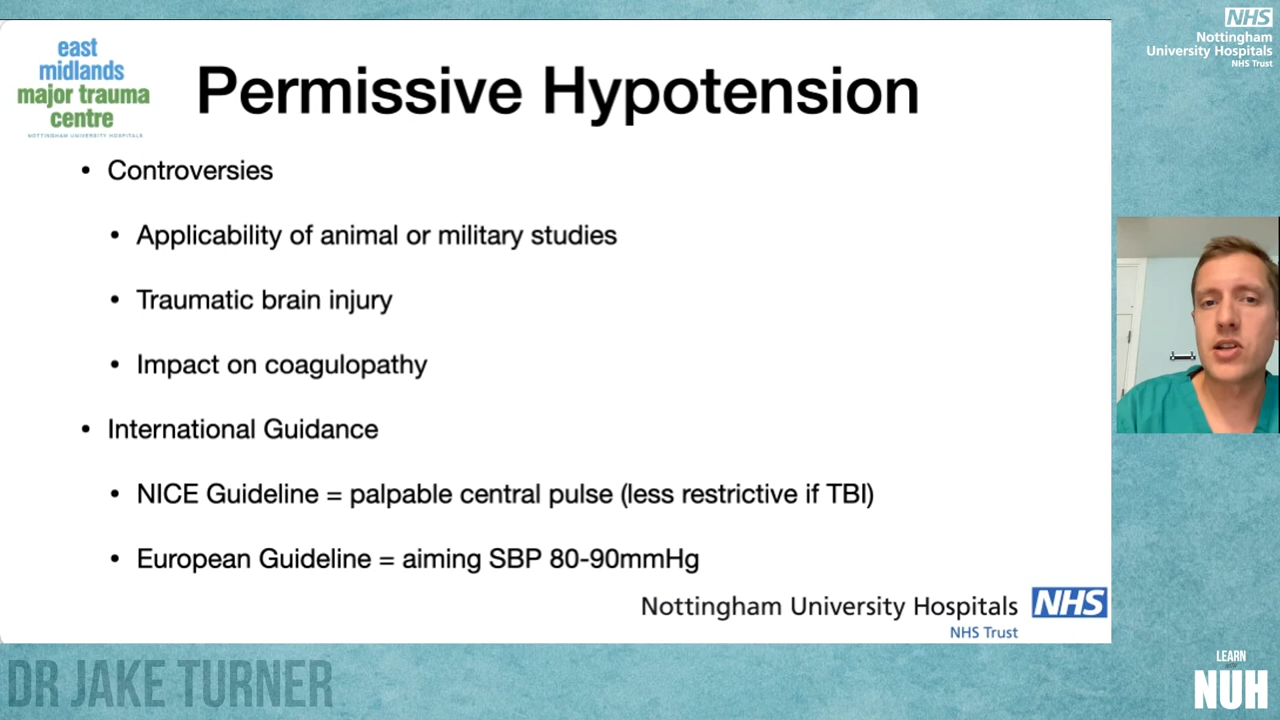 east
midlands
major trauma
centre
NOTTINGHAM UNIVERSITY HOSPITALS
Permissive Hypotension
• Controversies
• Applicability of animal or military studies
• Traumatic brain injury
• Impact on coagulopathy
• International Guidance
• NICE Guideline = palpable central pulse (less restrictive if TBI)
• European Guideline = aiming SBP 80-90mmHg
Nottingham University Hospitals NHS
NHS Trust
NHS
Nottingham
University Hospitals
NHS Trust
DR JAKE TURNER
LEARN
NUH